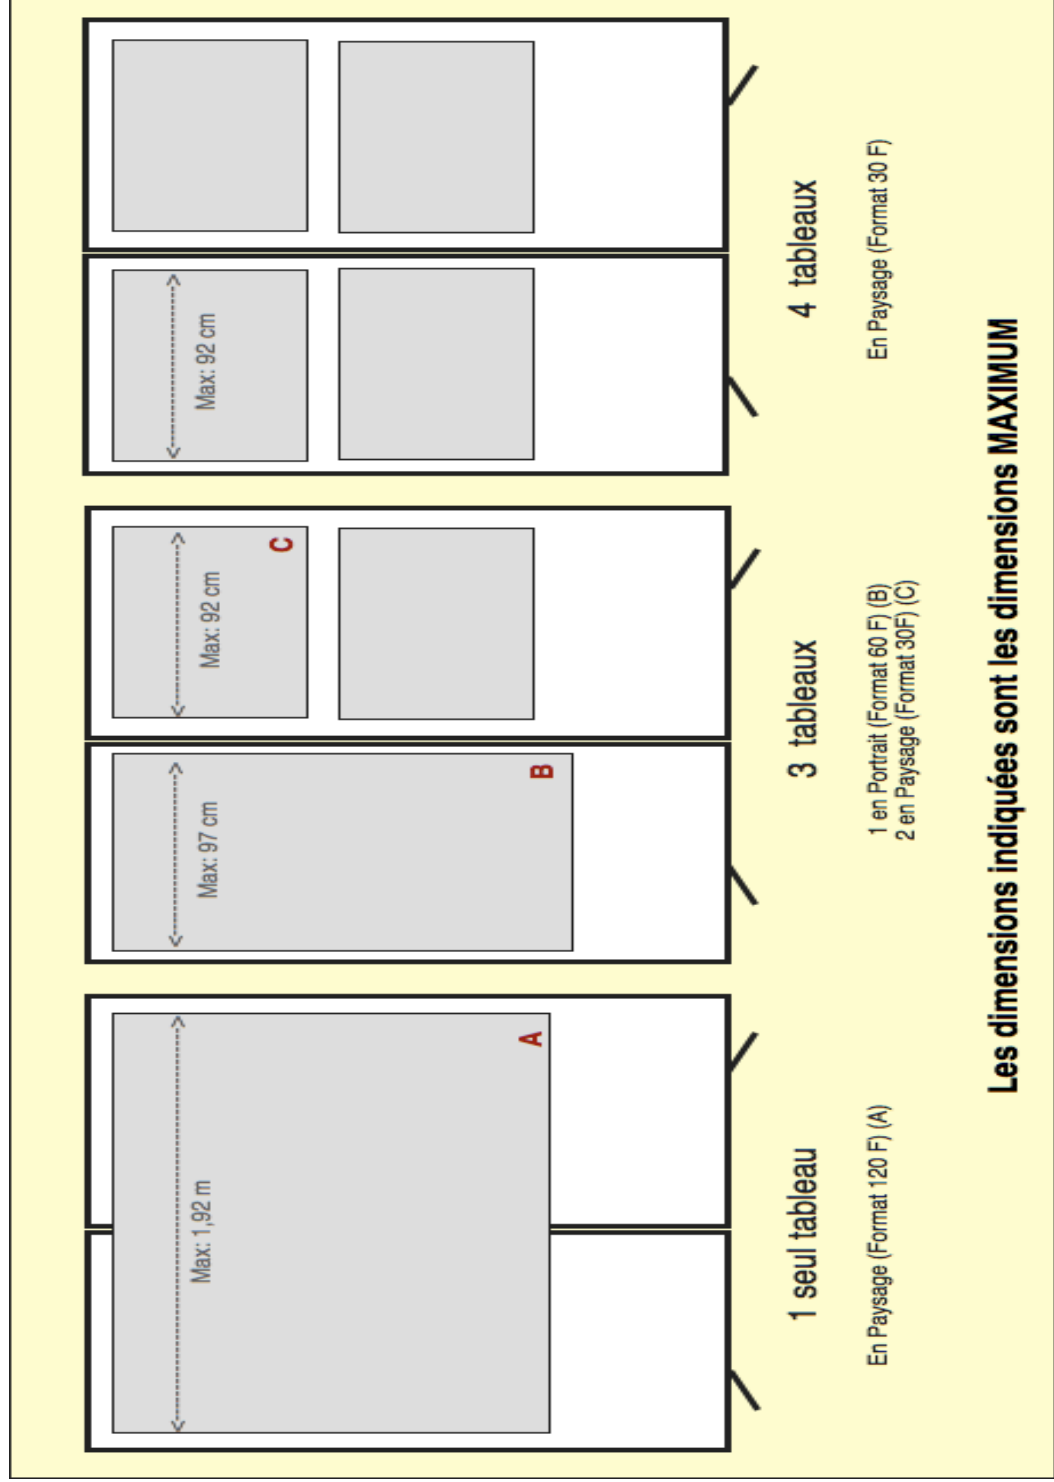 Max: 1,92 m
A
1 seul tableau
En Paysage (Format 120 F) (A)
Max: 97 cm
B
Max: 92 cm
C
3 tableaux
1 en Portrait (Format 60 F) (B)
2 en Paysage (Format 30F) (C)
Max: 92 cm
4 tableaux
En Paysage (Format 30 F)
Les dimensions indiquées sont les dimensions MAXIMUM